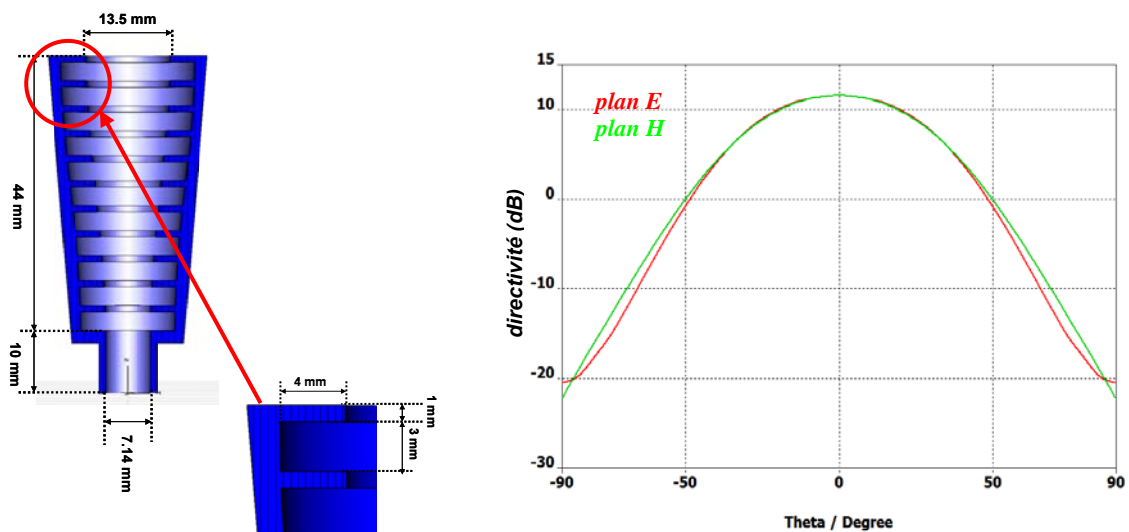 13.5 mm
44 mm
10 mm
7.14 mm
4 mm
1 mm
3 mm
plan E
plan H
directivité (dB)
15
10
0
-10
-20
-30
-90
-50
0
50
90
Theta / Degree